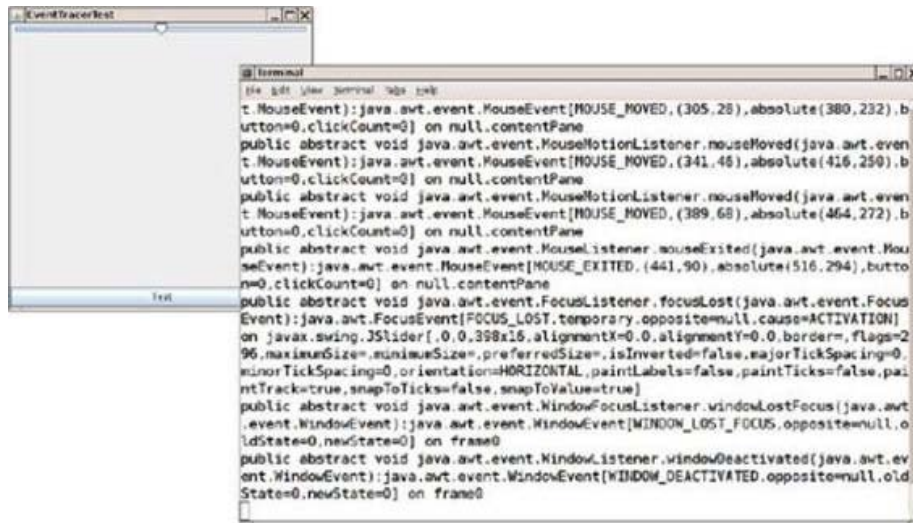 EventTracerTest
Terminal
File Edit View Terminal Tabs Help
t.MouseEvent):java.awt.event.MouseEvent[MOUSE_MOVED,(305,28),absolute(380,232),b
utton=0,clickCount=0] on null.contentPane
public abstract void java.awt.event.MouseMotionListener.mouseMoved(java.awt.even
t.MouseEvent):java.awt.event.MouseEvent[MOUSE_MOVED,(341,46),absolute(416,250),b
utton=0,clickCount=0] on null.contentPane
public abstract void java.awt.event.MouseMotionListener.mouseMoved(java.awt.even
t.MouseEvent):java.awt.event.MouseEvent[MOUSE_MOVED,(389,68),absolute(464,272),b
utton=0,clickCount=0] on null.contentPane
public abstract void java.awt.event.MouseListener.mouseExited(java.awt.event.Mou
seEvent):java.awt.event.MouseEvent[MOUSE_EXITED,(441,90),absolute(516,294),butto
n=0,clickCount=0] on null.contentPane
public abstract void java.awt.event.FocusListener.focusLost(java.awt.event.Focus
Event):java.awt.FocusEvent[FOCUS_LOST,temporary,opposite=null,cause=ACTIVATION]
on javax.swing.JSlider[,0,0,398x16,alignmentX=0.0,alignmentY=0.0,border=,flags=2
96,maximumSize=,minimumSize=,preferredSize=,isInverted=false,majorTickSpacing=0,
minorTickSpacing=0,orientation=HORIZONTAL,paintLabels=false,paintTicks=false,pai
ntTrack=true,snapToTicks=false,snapToValue=true]
public abstract void java.awt.event.WindowFocusListener.windowLostFocus(java.awt
.event.WindowEvent):java.awt.event.WindowEvent[WINDOW_LOST_FOCUS,opposite=null,o
ldState=0,newState=0] on frame0
public abstract void java.awt.event.WindowListener.windowDeactivated(java.awt.ev
ent.WindowEvent):java.awt.event.WindowEvent[WINDOW_DEACTIVATED,opposite=null,old
State=0,newState=0] on frame0
Test